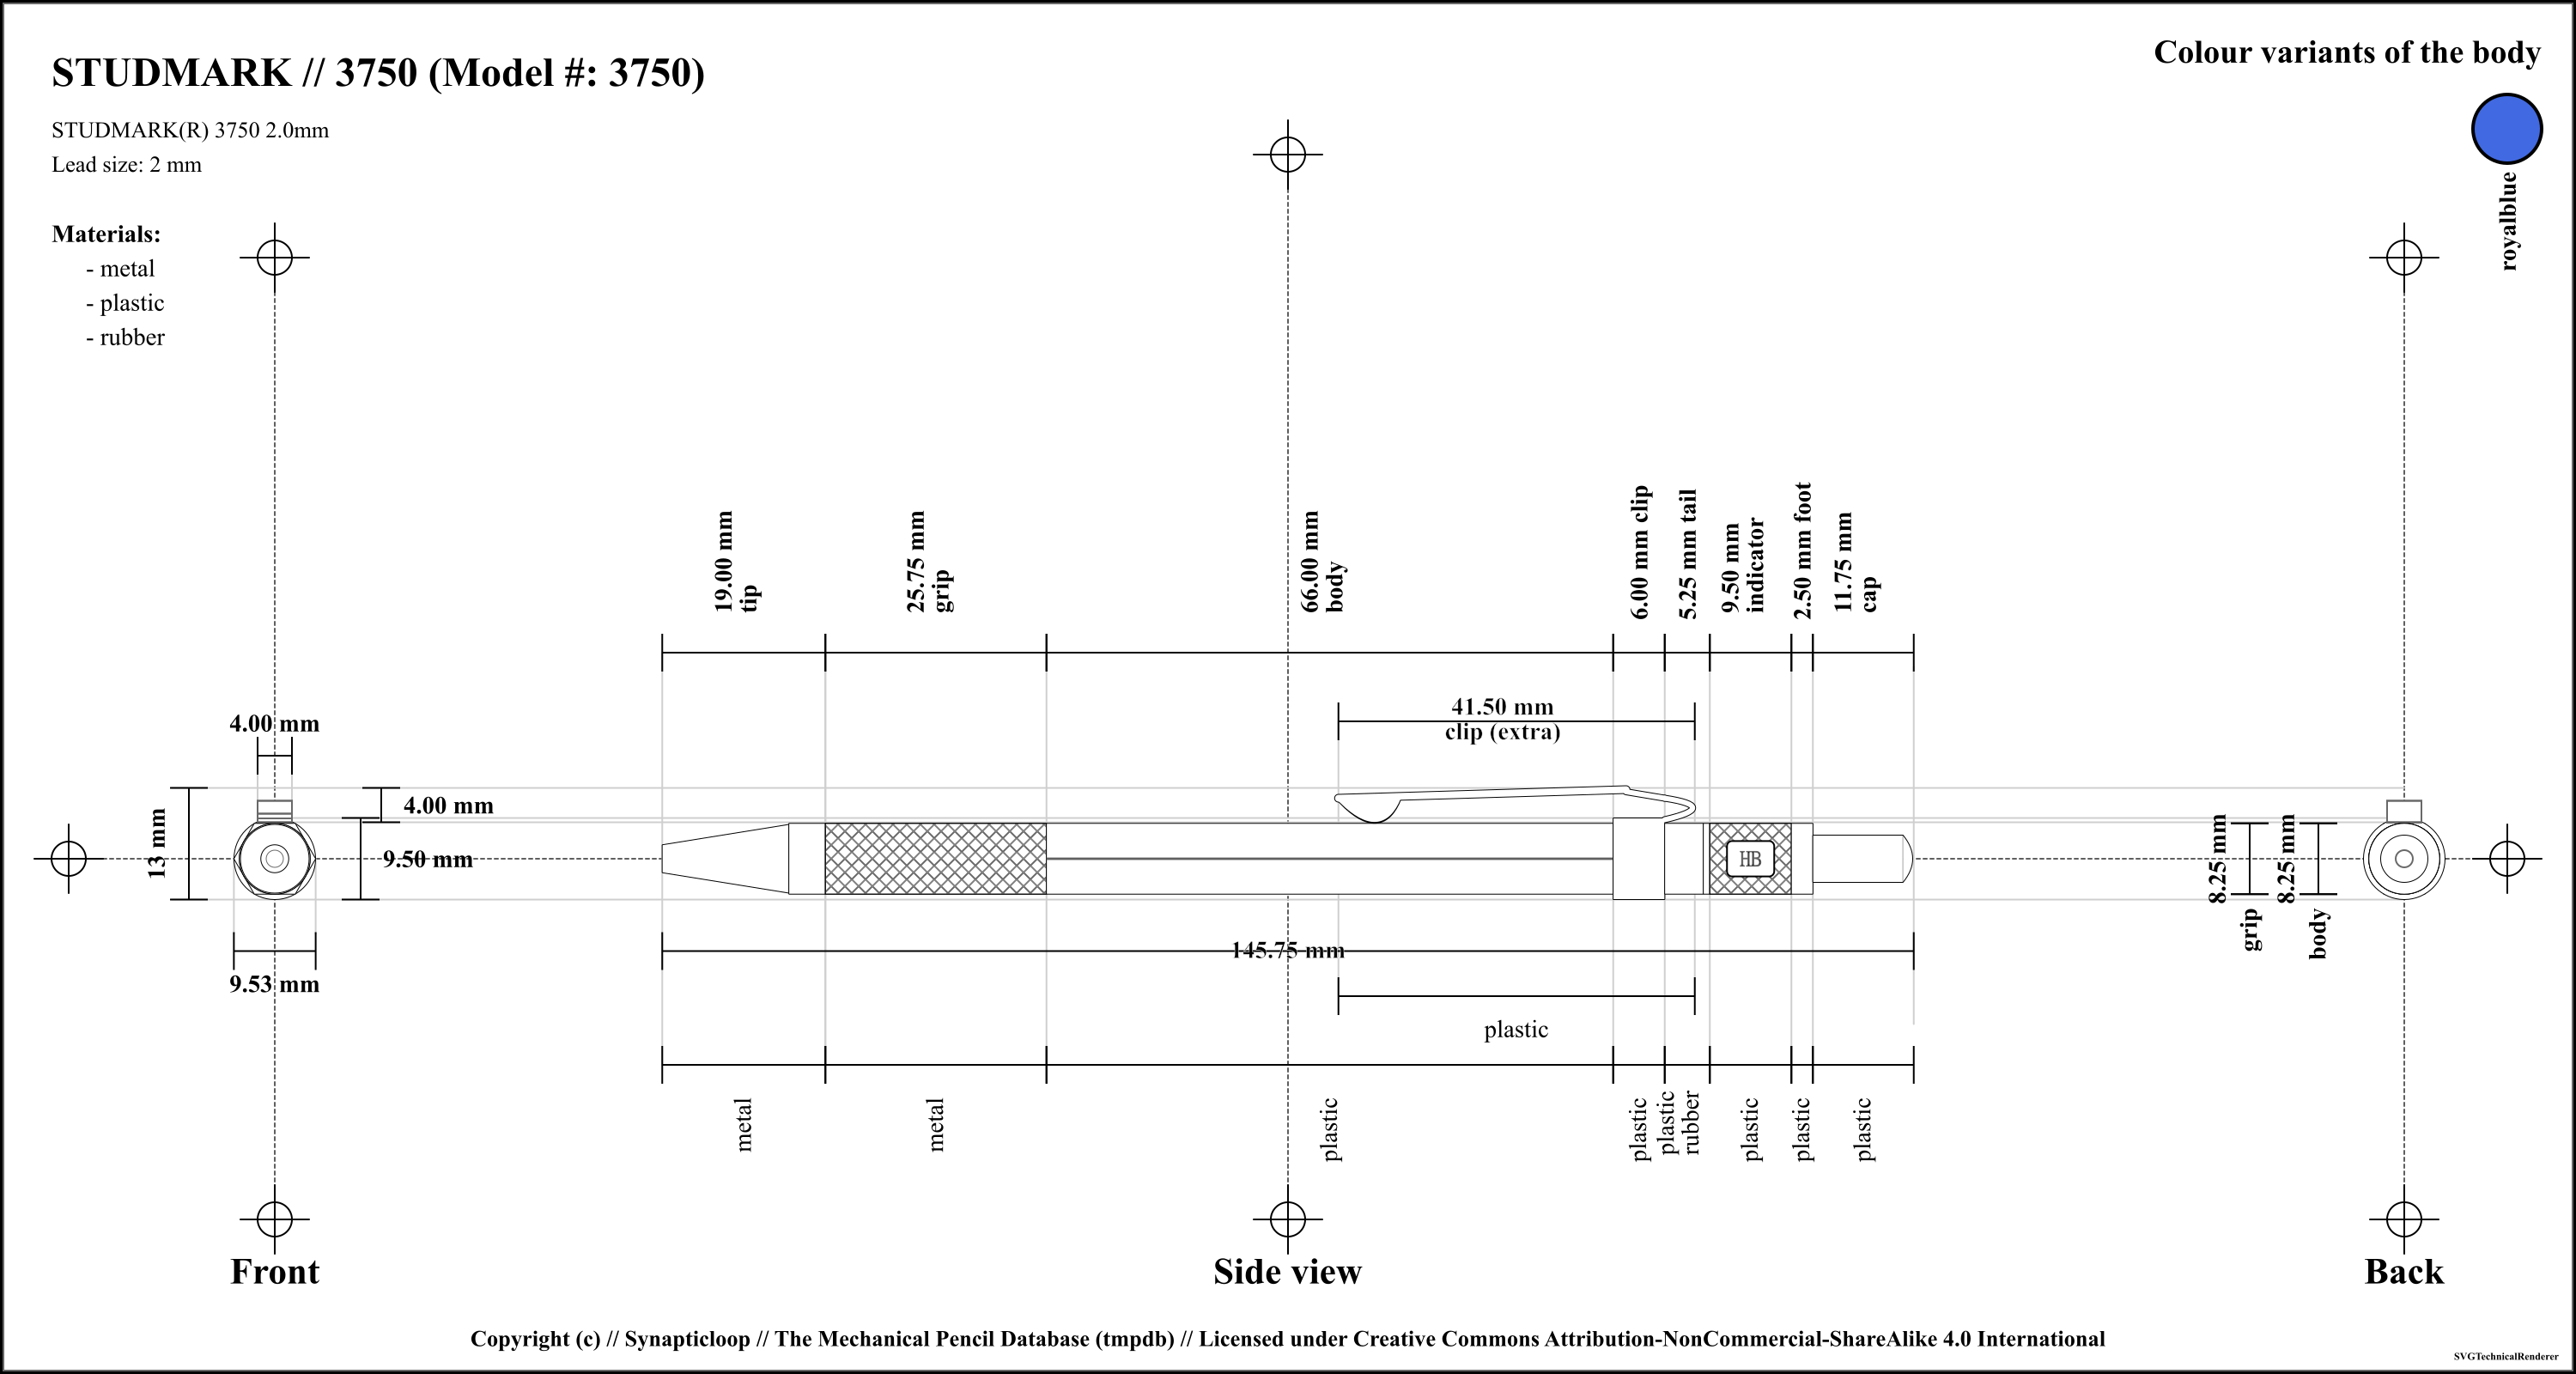 STUDMARK // 3750 (Model #: 3750)
STUDMARK(R) 3750 2.0mm
Lead size: 2 mm
Materials:
- metal
- plastic
- rubber
Colour variants of the body
royalblue
19.00 mm
tip
25.75 mm
grip
66.00 mm
body
6.00 mm clip
5.25 mm tail
9.50 mm
indicator
2.50 mm foot
11.75 mm
cap
41.50 mm
clip (extra)
4.00 mm
13 mm
4.00 mm
9.50 mm
9.53 mm
HB
8.25 mm
grip
8.25 mm
body
145.75 mm
plastic
metal
metal
plastic
plastic
plastic
rubber
plastic
plastic
plastic
Front
Side view
Back
Copyright (c) // Synapticloop // The Mechanical Pencil Database (tmpdb) // Licensed under Creative Commons Attribution-NonCommercial-ShareAlike 4.0 International
SVGTechnicalRenderer